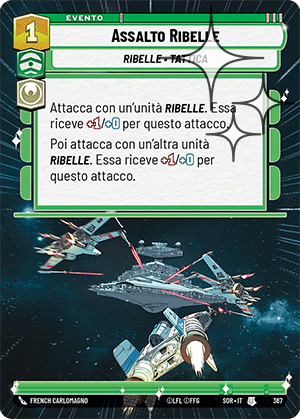 EVENTO
1
ASSALTO RIBELLE
RIBELLE • TATTICA
Attacca con un'unità RIBELLE. Essa
riceve +1/+0 per questo attacco.
Poi attacca con un'altra unità
RIBELLE. Essa riceve +1/+0 per
questo attacco.
FRENCH CARLOMAGNO
©LFL ©FFG
SOR • IT
367